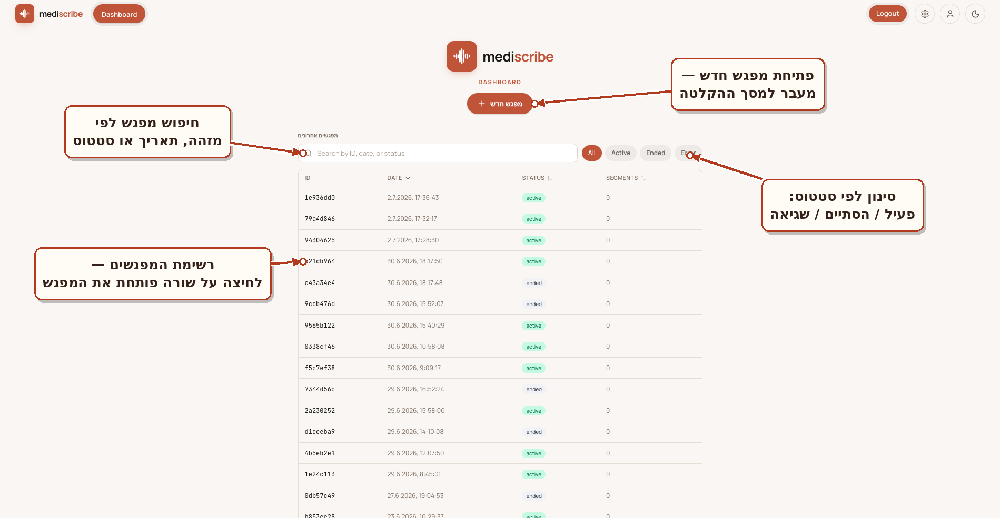 mediscribe
Dashboard
Logout
mediscribe
DASHBOARD
מפגש חדש +
פתיחת מפגש חדש —
מעבר למסך ההקלטה
חיפוש מפגש לפי
מזהה, תאריך או סטטוס
מפגשים אחרונים
Search by ID, date, or status
All
Active
Ended
סינון לפי סטטוס:
פעיל / הסתיים / שגיאה
רשימת המפגשים —
לחיצה על שורה פותחת את המפגש
ID DATE STATUS SEGMENTS
1e936dd0 2.7.2026, 17:36:43 active 0
79a4d846 2.7.2026, 17:32:17 active 0
94304625 2.7.2026, 17:28:30 active 0
21db964 30.6.2026, 18:17:50 active 0
c43a34e4 30.6.2026, 18:17:48 ended 0
9ccb476d 30.6.2026, 15:52:07 ended 0
9565b122 30.6.2026, 15:40:29 active 0
0338cf46 30.6.2026, 10:58:08 active 0
f5c7ef38 30.6.2026, 9:09:17 active 0
7344d56c 29.6.2026, 16:52:24 ended 0
2a230252 29.6.2026, 15:58:00 active 0
d1eeeba9 29.6.2026, 14:10:08 ended 0
4b5eb2e1 29.6.2026, 12:07:50 active 0
1e24c113 29.6.2026, 8:45:01 active 0
0db57c49 27.6.2026, 19:04:53 ended 0
b853ee28 23.6.2026, 10:29:37 active 0